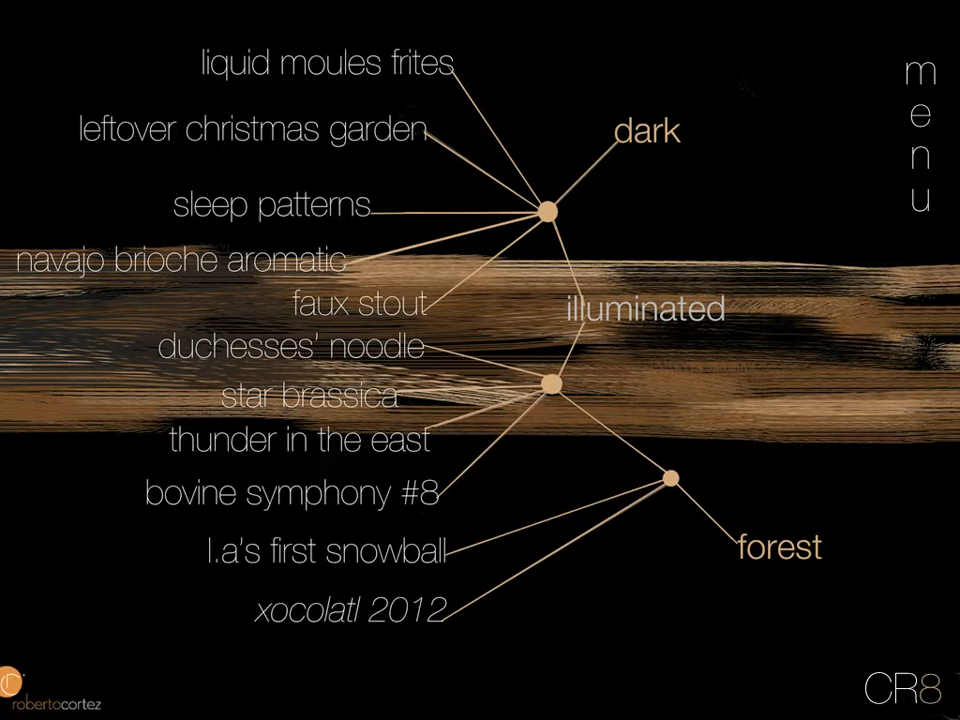 liquid moules frites
leftover christmas garden
sleep patterns
navajo brioche aromatic
faux stout
duchesses' noodle
star brassica
thunder in the east
bovine symphony #8
l.a's first snowball
xocolatl 2012
dark
illuminated
forest
menu
robertocortez
CR8